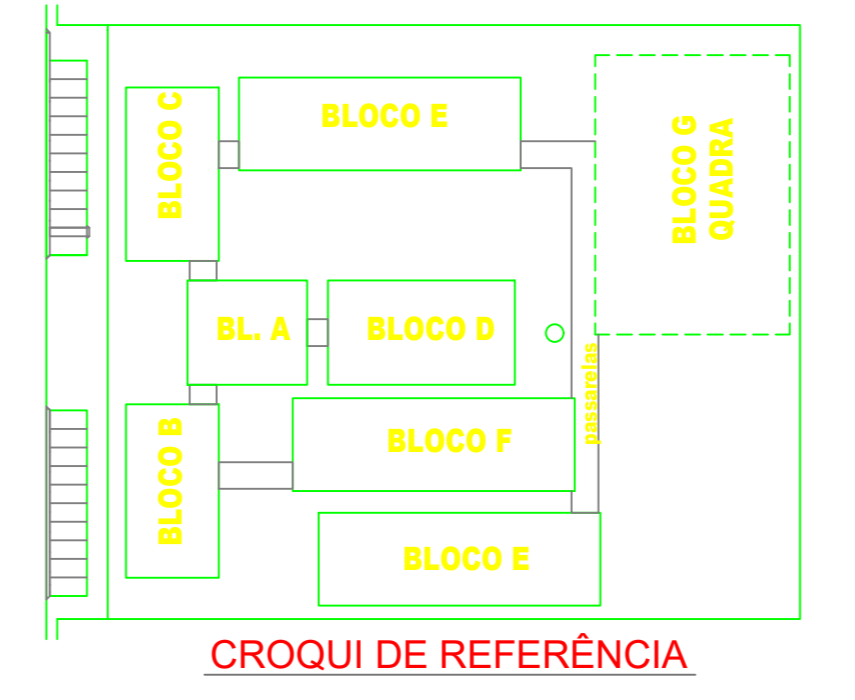 BLOCO C
BLOCO E
BLOCO G
QUADRA
BL. A
BLOCO D
passarelas
BLOCO B
BLOCO F
BLOCO E
CROQUI DE REFERÊNCIA